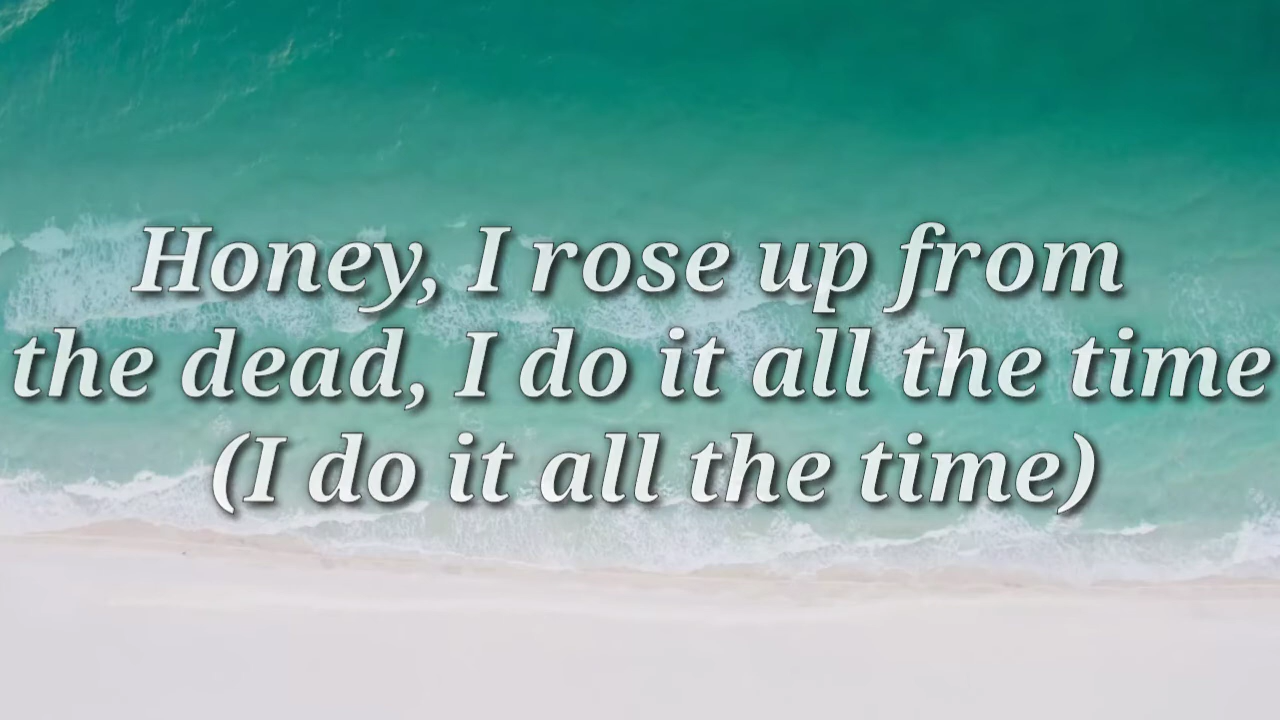 Honey, I rose up from
the dead, I do it all the time
(I do it all the time)